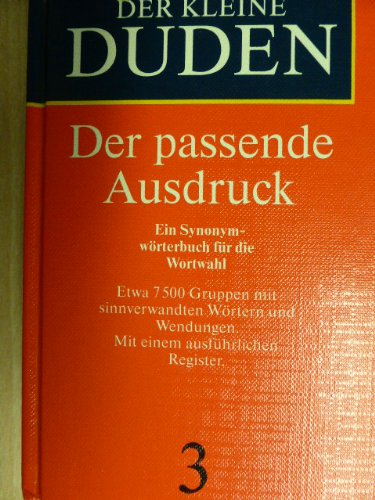 DER KLEINE
DUDEN
Der passende
Ausdruck
Ein Synonym-
wörterbuch für die
Wortwahl
Etwa 7500 Gruppen mit
sinnverwandten Wörtern und
Wendungen.
Mit einem ausführlichen
Register.
3